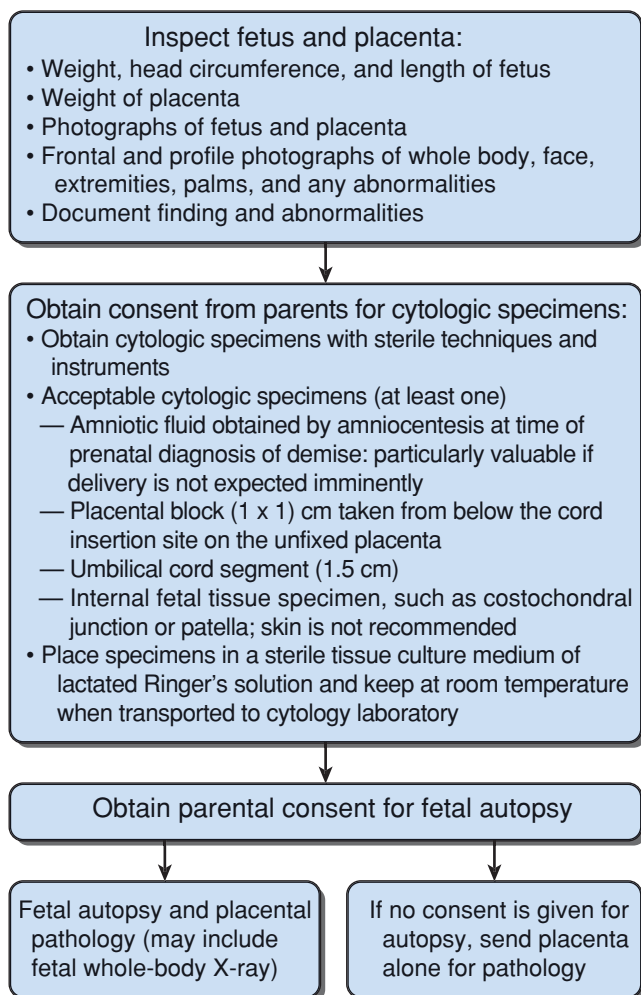 Inspect fetus and placenta:
• Weight, head circumference, and length of fetus
• Weight of placenta
• Photographs of fetus and placenta
• Frontal and profile photographs of whole body, face,
extremities, palms, and any abnormalities
• Document finding and abnormalities
Obtain consent from parents for cytologic specimens:
• Obtain cytologic specimens with sterile techniques and
instruments
• Acceptable cytologic specimens (at least one)
— Amniotic fluid obtained by amniocentesis at time of
prenatal diagnosis of demise: particularly valuable if
delivery is not expected imminently
— Placental block (1 x 1) cm taken from below the cord
insertion site on the unfixed placenta
— Umbilical cord segment (1.5 cm)
— Internal fetal tissue specimen, such as costochondral
junction or patella; skin is not recommended
• Place specimens in a sterile tissue culture medium of
lactated Ringer's solution and keep at room temperature
when transported to cytology laboratory
Obtain parental consent for fetal autopsy
Fetal autopsy and placental
pathology (may include
fetal whole-body X-ray)
If no consent is given for
autopsy, send placenta
alone for pathology